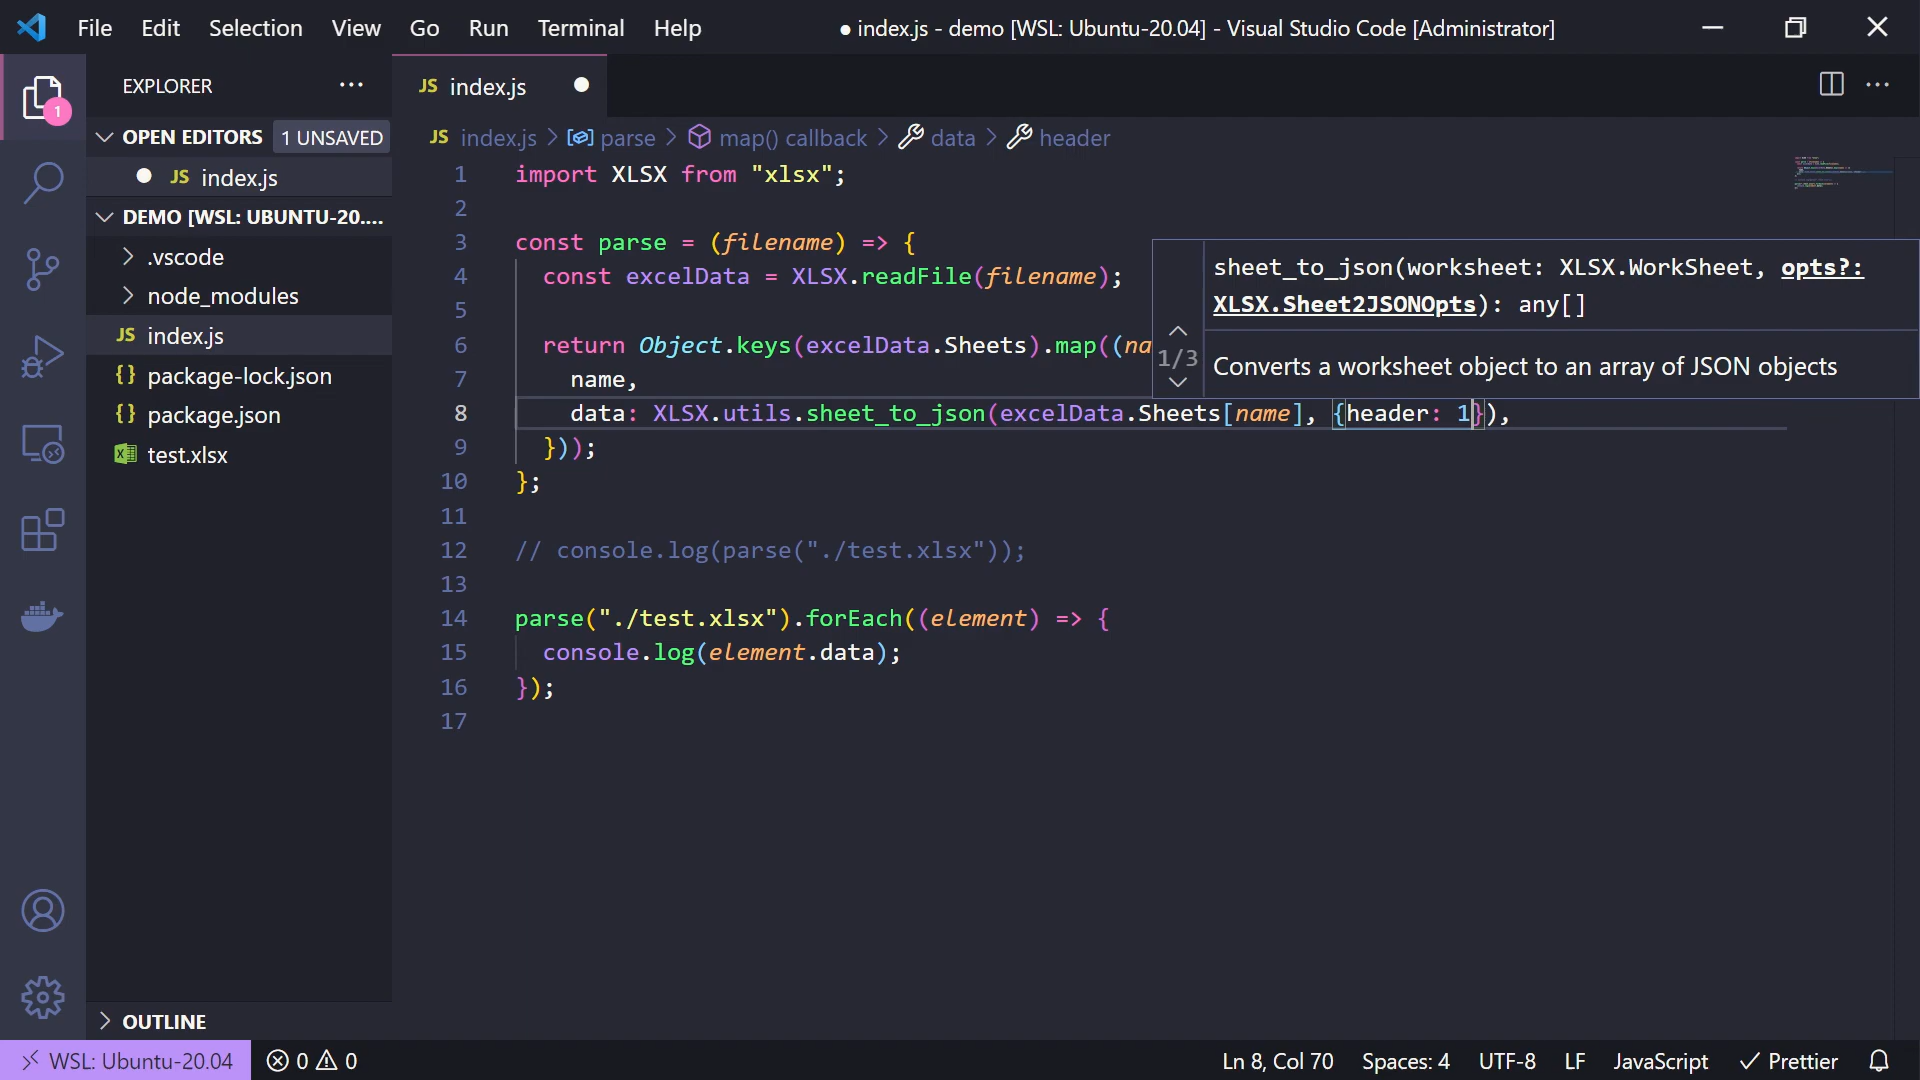 File Edit Selection View Go Run Terminal Help
● index.js - demo [WSL: Ubuntu-20.04] - Visual Studio Code [Administrator]
1
EXPLORER ...
OPEN EDITORS 1 UNSAVED
● JS index.js
DEMO [WSL: UBUNTU-20....
.vscode
node_modules
JS index.js
{} package-lock.json
{} package.json
test.xlsx
OUTLINE
JS index.js ●
JS index.js > parse > map() callback > data > header
1 import XLSX from "xlsx";
2
3 const parse = (filename) => {
4 const excelData = XLSX.readFile(filename);
5
6 return Object.keys(excelData.Sheets).map((na
7 name,
8 data: XLSX.utils.sheet_to_json(excelData.Sheets[name], {header: 1}),
9 }));
10 };
11
12 // console.log(parse("./test.xlsx"));
13
14 parse("./test.xlsx").forEach((element) => {
15 console.log(element.data);
16 });
17
sheet_to_json(worksheet: XLSX.WorkSheet, opts?:
XLSX.Sheet2JSONOpts): any[]
1/3
Converts a worksheet object to an array of JSON objects
WSL: Ubuntu-20.04 0 0 Ln 8, Col 70 Spaces: 4 UTF-8 LF JavaScript Prettier